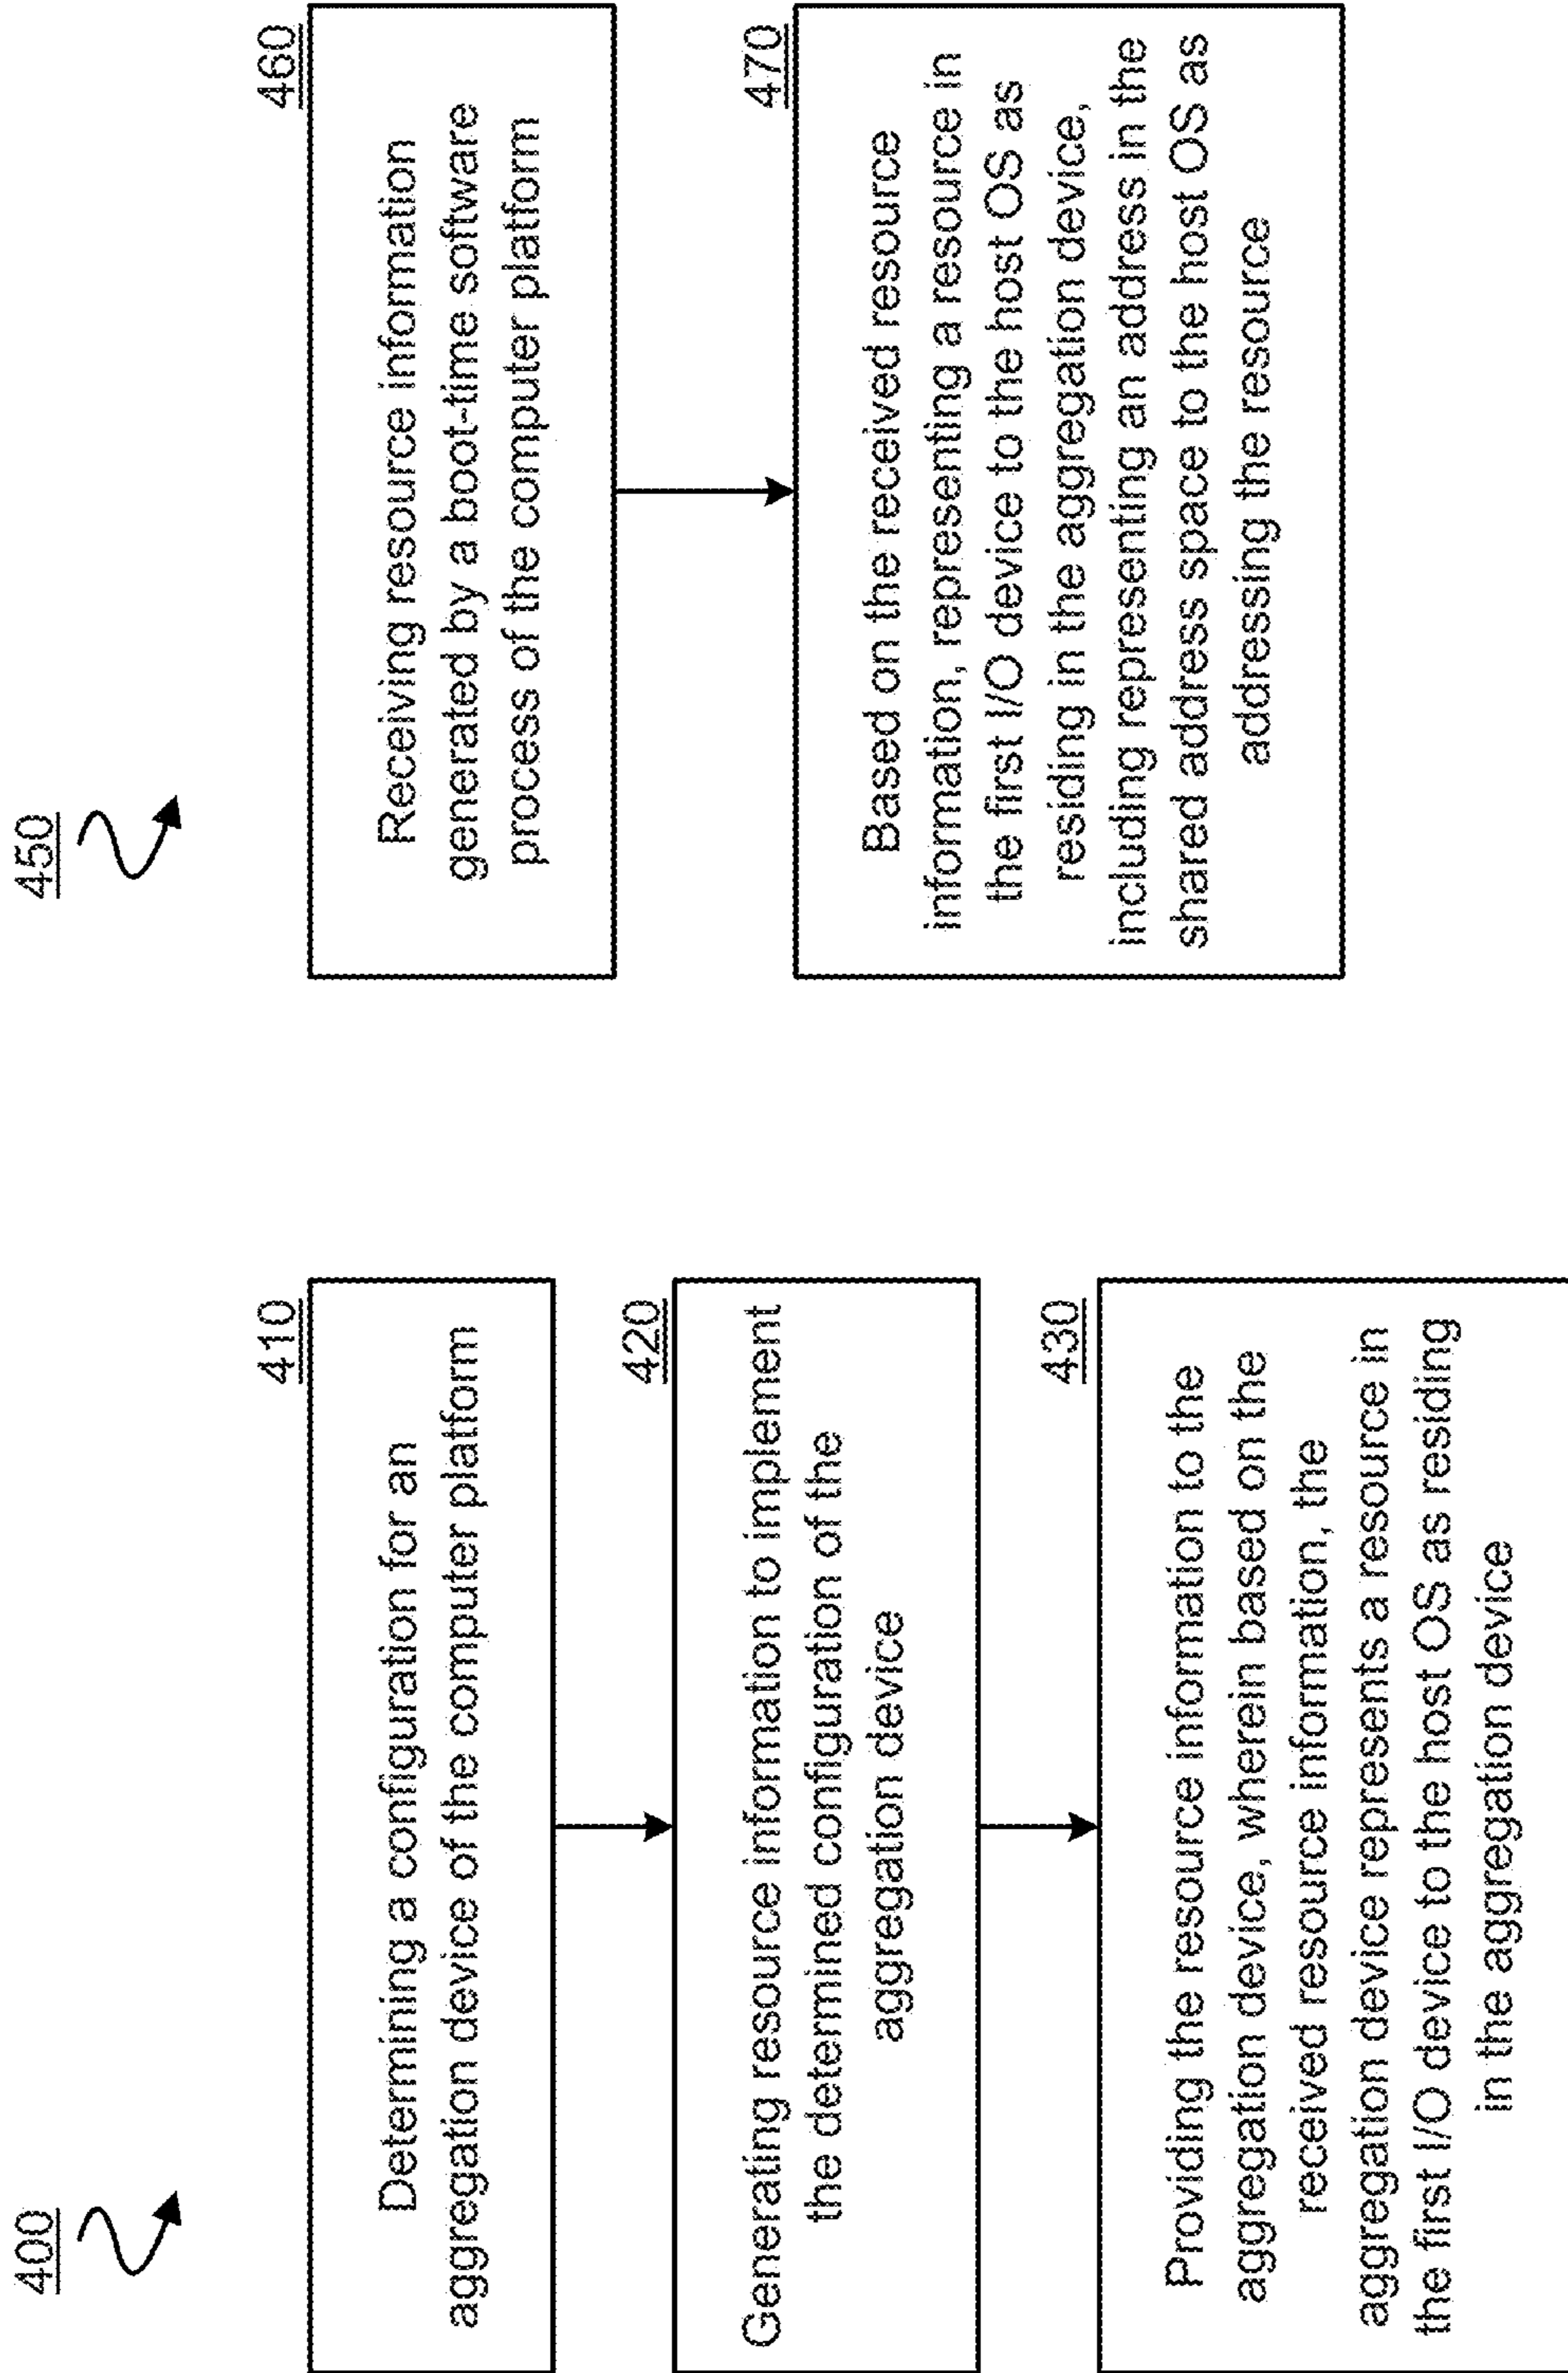 400
410
Determining a configuration for an
aggregation device of the computer platform
420
Generating resource information to implement
the determined configuration of the
aggregation device
430
Providing the resource information to the
aggregation device, wherein based on the
received resource information, the
aggregation device represents a resource in
the first I/O device to the host OS as residing
in the aggregation device
450
460
Receiving resource information
generated by a boot-time software
process of the computer platform
470
Based on the received resource
information, representing a resource in
the first I/O device to the host OS as
residing in the aggregation device,
including representing an address in the
shared address space to the host OS as
addressing the resource